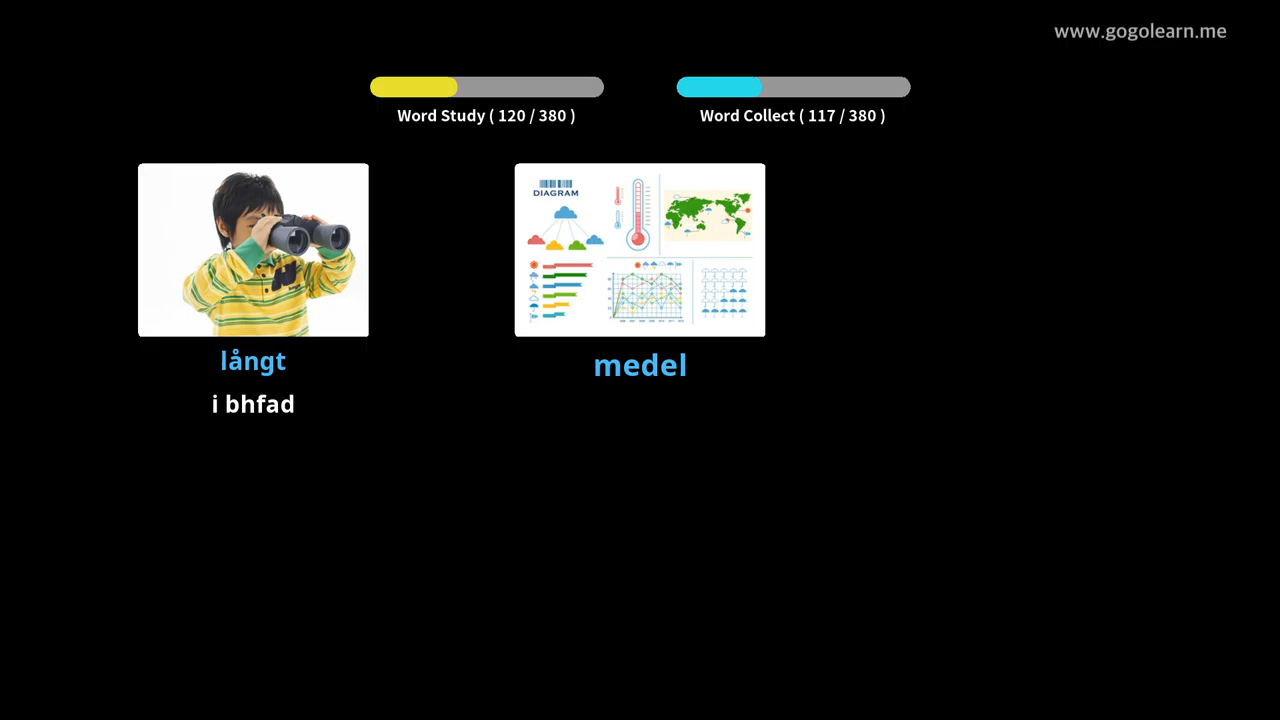 www.gogolearn.me
Word Study ( 120 / 380 )
Word Collect ( 117 / 380 )
DIAGRAM
långt
medel
i bhfad